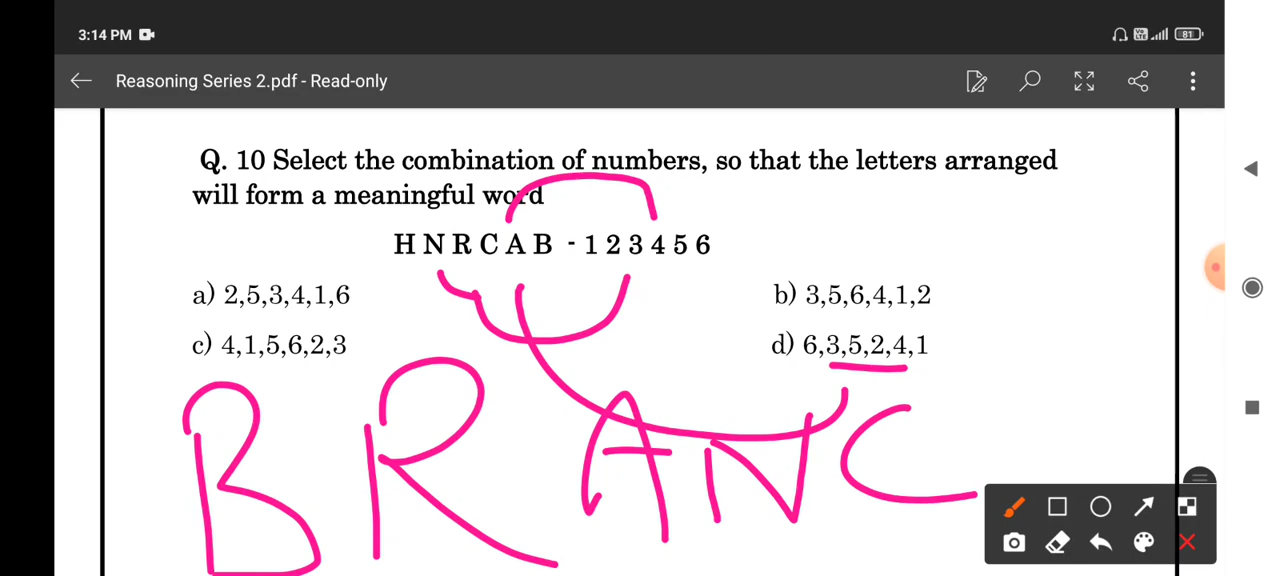 3:14 PM
81
Reasoning Series 2.pdf - Read-only
Q. 10 Select the combination of numbers, so that the letters arranged
will form a meaningful word
H N R C A B - 1 2 3 4 5 6
a) 2,5,3,4,1,6 b) 3,5,6,4,1,2
c) 4,1,5,6,2,3 d) 6,3,5,2,4,1
BRANC